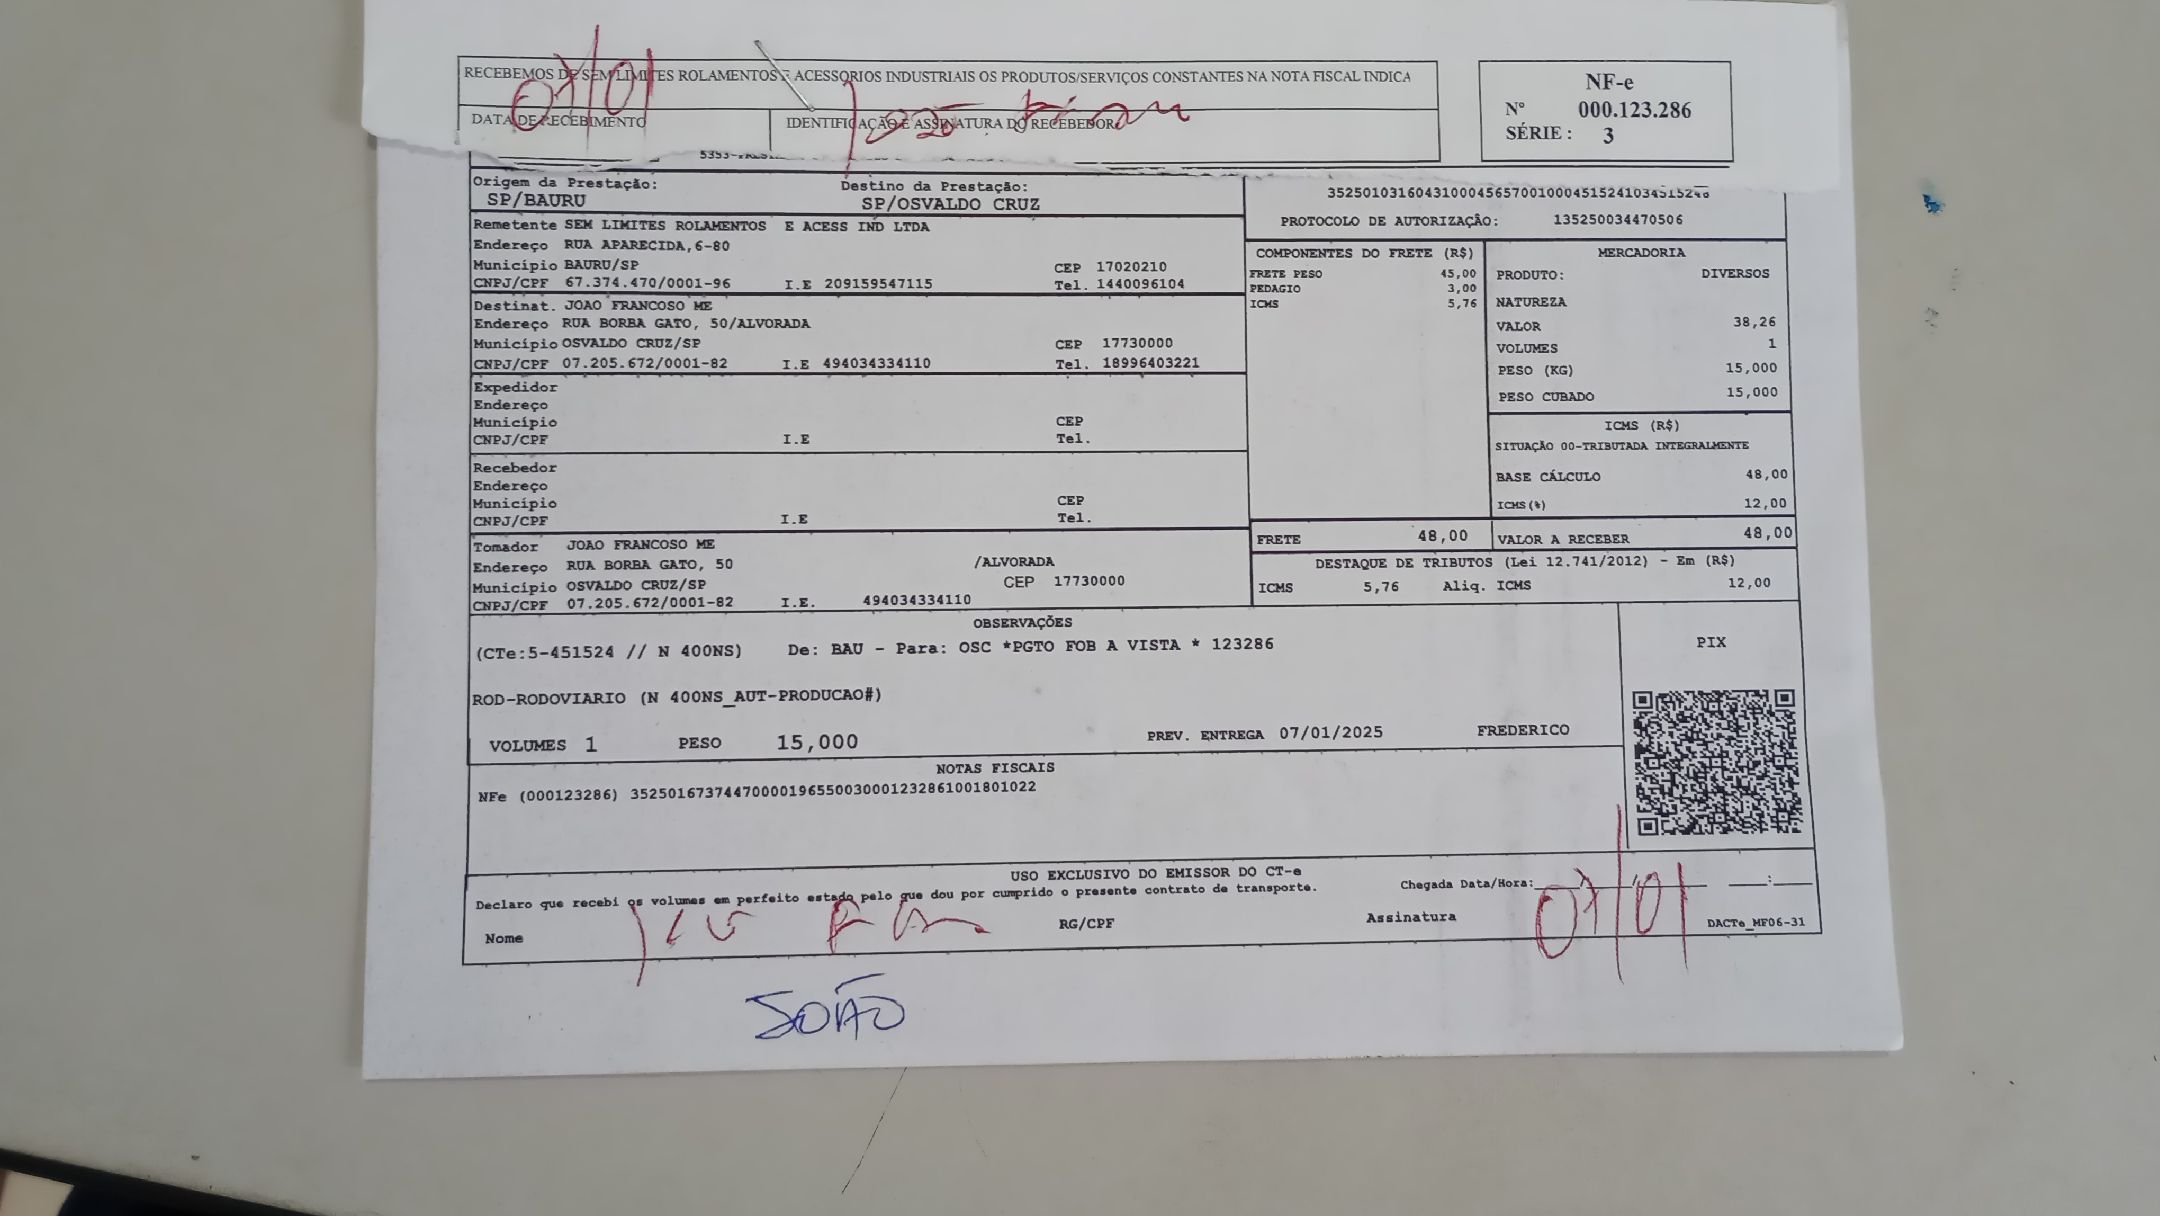 RECEBEMOS DE SEM LIMITES ROLAMENTOS E ACESSORIOS INDUSTRIAIS OS PRODUTOS/SERVIÇOS CONSTANTES NA NOTA FISCAL INDICA
07/01
DATA DE RECEBIMENTO
IDENTIFICAÇÃO E ASSINATURA DO RECEBEDOR
NF-e
Nº 000.123.286
SÉRIE : 3
Origem da Prestação: Destino da Prestação:
SP/BAURU SP/OSVALDO CRUZ
Remetente SEM LIMITES ROLAMENTOS E ACESS IND LTDA
Endereço RUA APARECIDA,6-80
Município BAURU/SP CEP 17020210
CNPJ/CPF 67.374.470/0001-96 I.E 209159547115 Tel. 1440096104
Destinat. JOAO FRANCOSO ME
Endereço RUA BORBA GATO, 50/ALVORADA
Município OSVALDO CRUZ/SP CEP 17730000
CNPJ/CPF 07.205.672/0001-82 I.E 494034334110 Tel. 18996403221
Expedidor
Endereço
Município CEP
CNPJ/CPF I.E Tel.
Recebedor
Endereço
Município CEP
CNPJ/CPF I.E Tel.
Tomador JOAO FRANCOSO ME
Endereço RUA BORBA GATO, 50 /ALVORADA
Município OSVALDO CRUZ/SP CEP 17730000
CNPJ/CPF 07.205.672/0001-82 I.E. 494034334110
PROTOCOLO DE AUTORIZAÇÃO: 135250034470506
COMPONENTES DO FRETE (R$)
FRETE PESO 45,00
PEDAGIO 3,00
ICMS 5,76
MERCADORIA
PRODUTO: DIVERSOS
NATUREZA
VALOR 38,26
VOLUMES 1
PESO (KG) 15,000
PESO CUBADO 15,000
ICMS (R$)
SITUAÇÃO 00-TRIBUTADA INTEGRALMENTE
BASE CÁLCULO 48,00
ICMS(%) 12,00
FRETE 48,00 VALOR A RECEBER 48,00
DESTAQUE DE TRIBUTOS (Lei 12.741/2012) - Em (R$)
ICMS 5,76 Aliq. ICMS 12,00
OBSERVAÇÕES
(CTe:5-451524 // N 400NS) De: BAU - Para: OSC *PGTO FOB A VISTA * 123286
ROD-RODOVIARIO (N 400NS_AUT-PRODUCAO#)
VOLUMES 1 PESO 15,000 PREV. ENTREGA 07/01/2025 FREDERICO
PIX
NOTAS FISCAIS
NFe (000123286) 35250167374470000196550030001232861001801022
USO EXCLUSIVO DO EMISSOR DO CT-e
Declaro que recebi os volumes em perfeito estado pelo que dou por cumprido o presente contrato de transporte.
Chegada Data/Hora: 07/01
Nome RG/CPF Assinatura DACTe_MF06-31
JOÃO